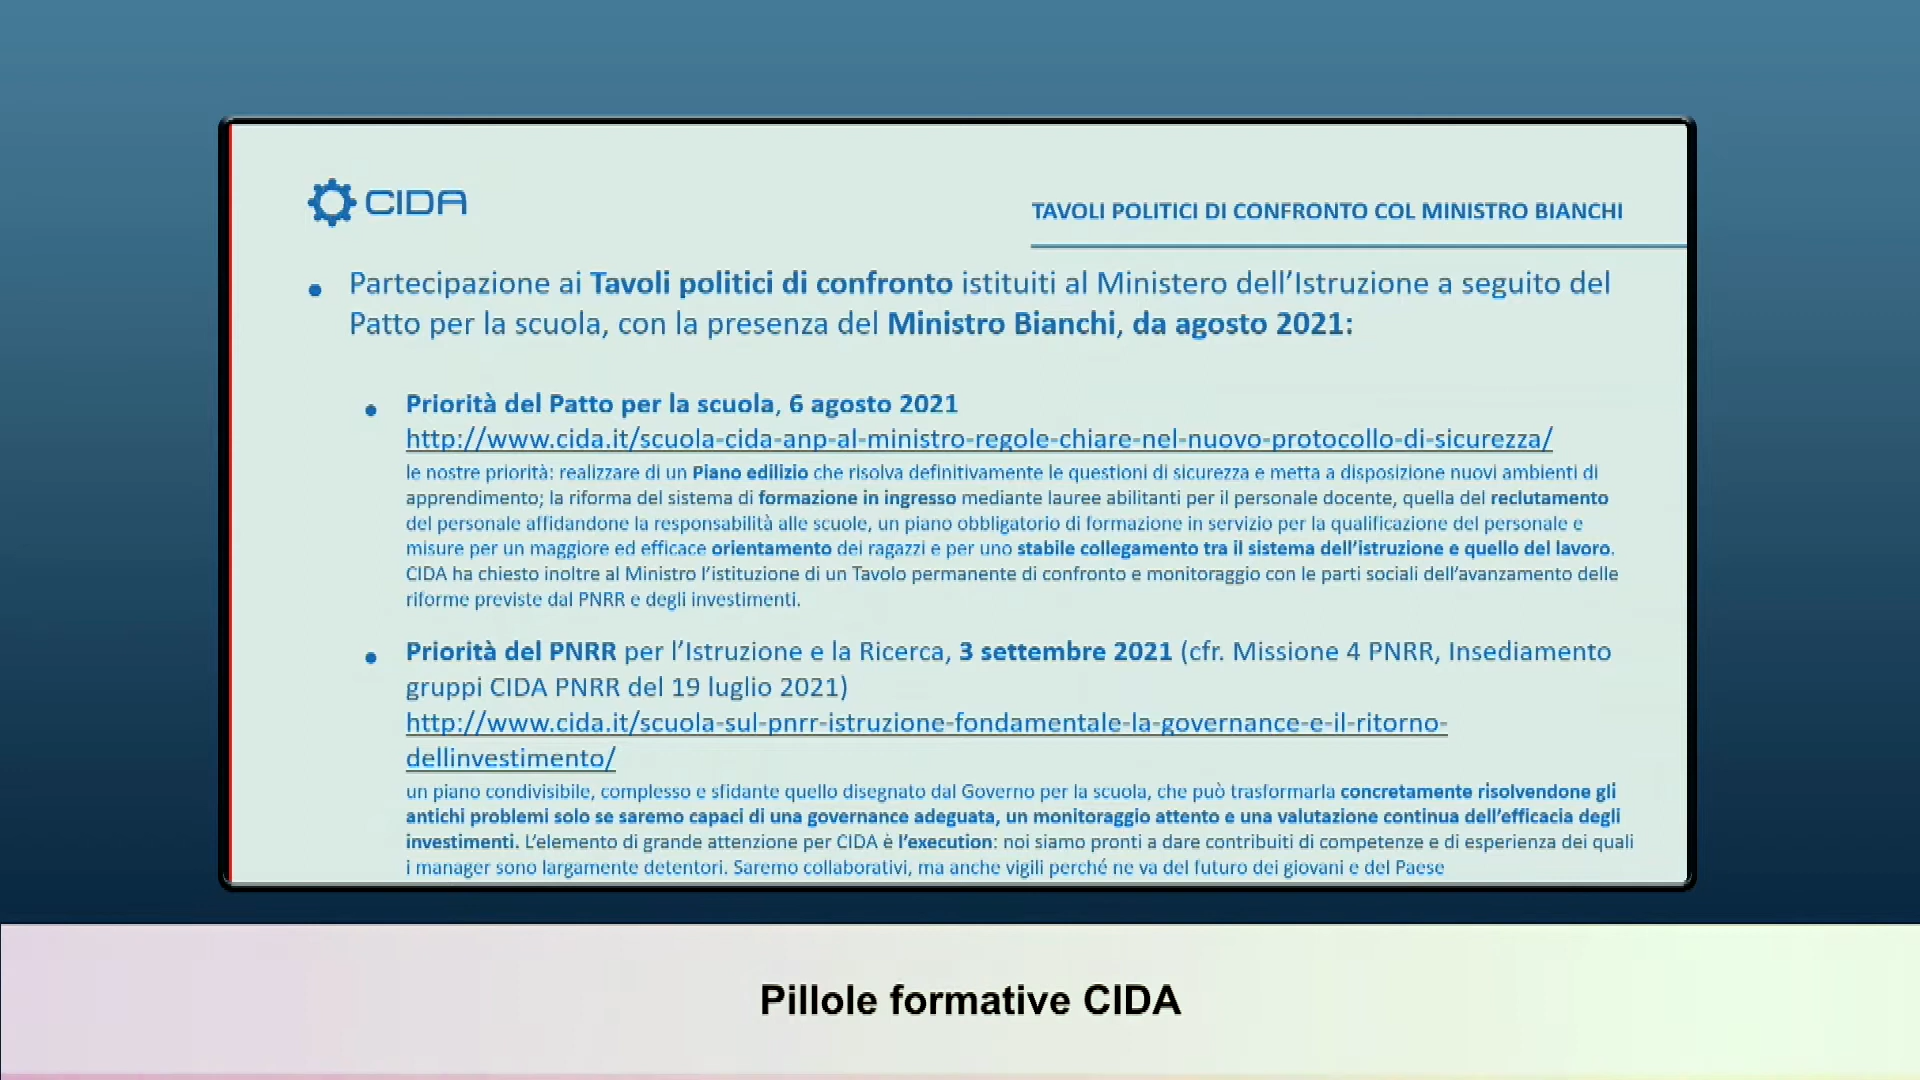 CIDA
TAVOLI POLITICI DI CONFRONTO COL MINISTRO BIANCHI
• Partecipazione ai Tavoli politici di confronto istituiti al Ministero dell'Istruzione a seguito del
Patto per la scuola, con la presenza del Ministro Bianchi, da agosto 2021:
• Priorità del Patto per la scuola, 6 agosto 2021
http://www.cida.it/scuola-cida-anp-al-ministro-regole-chiare-nel-nuovo-protocollo-di-sicurezza/
le nostre priorità: realizzare di un Piano edilizio che risolva definitivamente le questioni di sicurezza e metta a disposizione nuovi ambienti di
apprendimento; la riforma del sistema di formazione in ingresso mediante lauree abilitanti per il personale docente, quella del reclutamento
del personale affidandone la responsabilità alle scuole, un piano obbligatorio di formazione in servizio per la qualificazione del personale e
misure per un maggiore ed efficace orientamento dei ragazzi e per uno stabile collegamento tra il sistema dell'istruzione e quello del lavoro.
CIDA ha chiesto inoltre al Ministro l'istituzione di un Tavolo permanente di confronto e monitoraggio con le parti sociali dell'avanzamento delle
riforme previste dal PNRR e degli investimenti.
• Priorità del PNRR per l'Istruzione e la Ricerca, 3 settembre 2021 (cfr. Missione 4 PNRR, Insediamento
gruppi CIDA PNRR del 19 luglio 2021)
http://www.cida.it/scuola-sul-pnrr-istruzione-fondamentale-la-governance-e-il-ritorno-
dellinvestimento/
un piano condivisibile, complesso e sfidante quello disegnato dal Governo per la scuola, che può trasformarla concretamente risolvendone gli
antichi problemi solo se saremo capaci di una governance adeguata, un monitoraggio attento e una valutazione continua dell'efficacia degli
investimenti. L'elemento di grande attenzione per CIDA è l'execution: noi siamo pronti a dare contributi di competenze e di esperienza dei quali
i manager sono largamente detentori. Saremo collaborativi, ma anche vigili perché ne va del futuro dei giovani e del Paese
Pillole formative CIDA